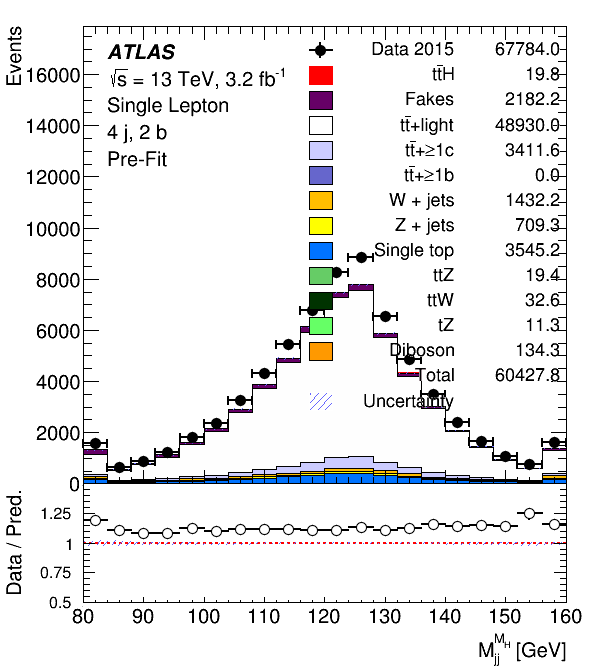 Events
ATLAS
√s = 13 TeV, 3.2 fb⁻¹
Single Lepton
4 j, 2 b
Pre-Fit
Data 2015 67784.0
tt̄H 19.8
Fakes 2182.2
tt̄+light 48930.0
tt̄+≥1c 3411.6
tt̄+≥1b 0.0
W + jets 1432.2
Z + jets 709.3
Single top 3545.2
ttZ 19.4
ttW 32.6
tZ 11.3
Diboson 134.3
Total 60427.8
Uncertainty
16000
14000
12000
10000
8000
6000
4000
2000
0
Data / Pred.
1.25
1
0.75
0.5
80 90 100 110 120 130 140 150 160
M_jj^M_H [GeV]